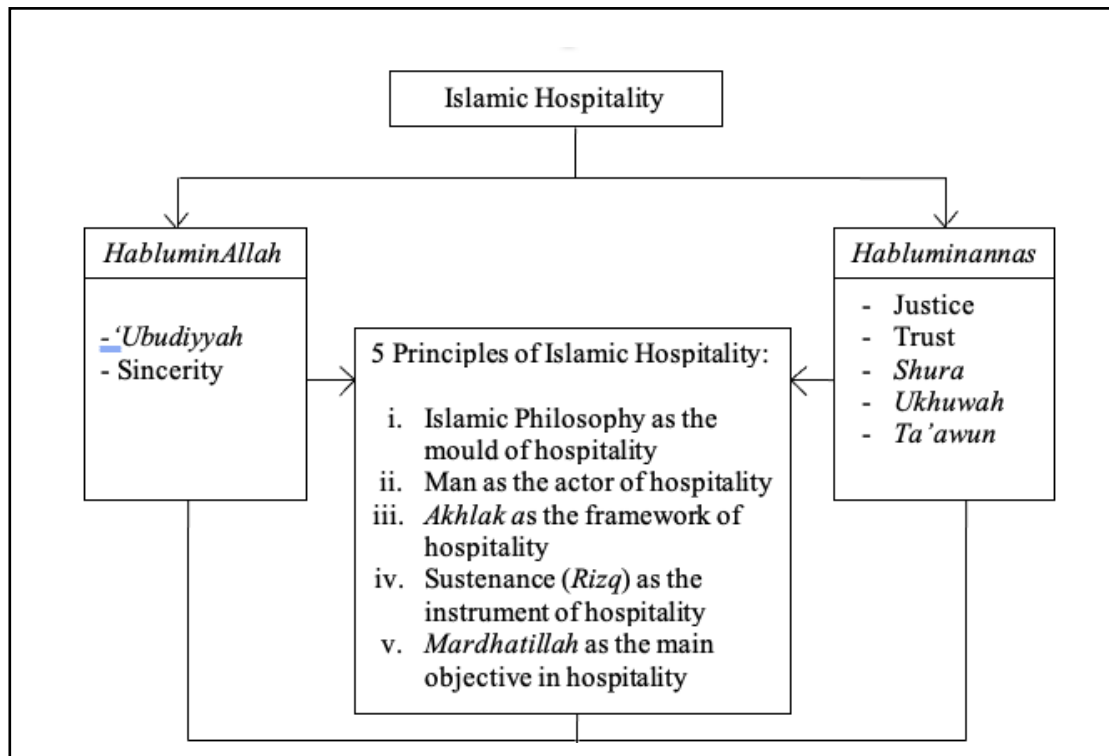 Islamic Hospitality
HabluminAllah
- ‘Ubudiyyah
- Sincerity
5 Principles of Islamic Hospitality:
i. Islamic Philosophy as the
mould of hospitality
ii. Man as the actor of hospitality
iii. Akhlak as the framework of
hospitality
iv. Sustenance (Rizq) as the
instrument of hospitality
v. Mardhatillah as the main
objective in hospitality
Habluminannas
- Justice
- Trust
- Shura
- Ukhuwah
- Ta’awun